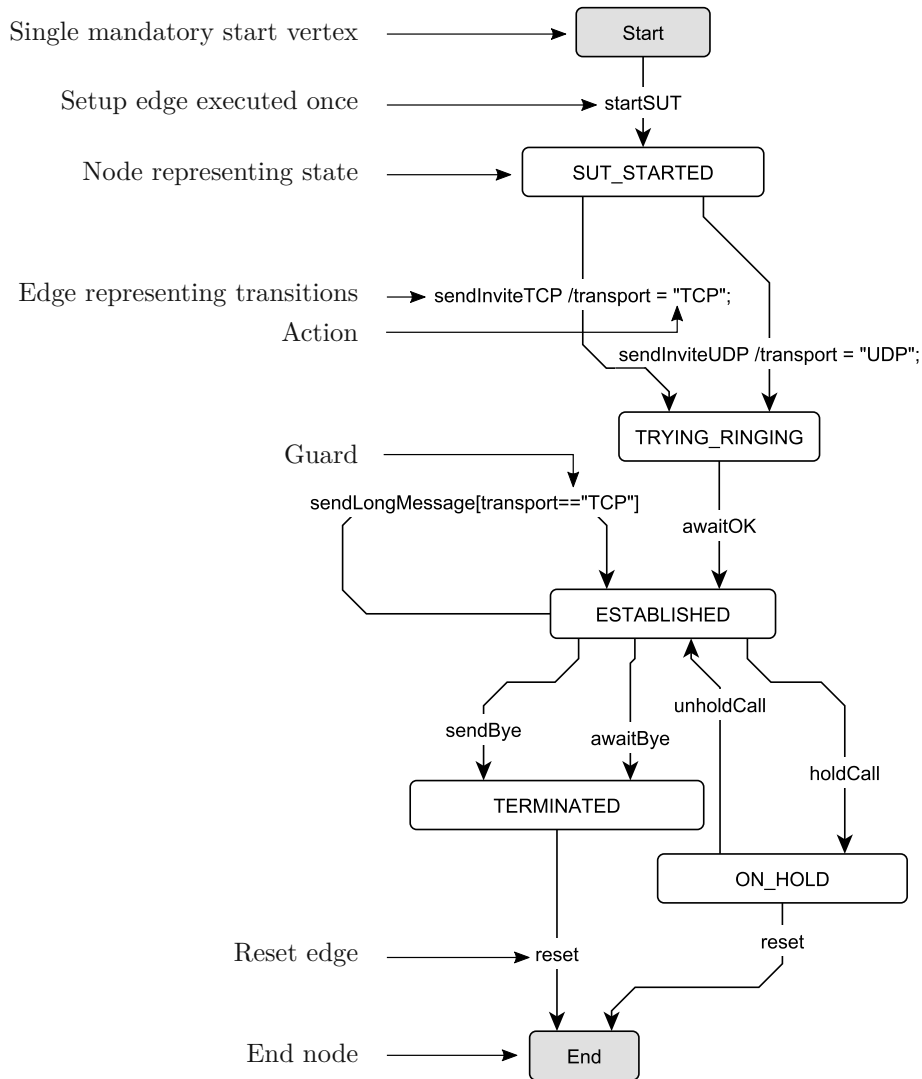 Single mandatory start vertex
Start
Setup edge executed once
startSUT
Node representing state
SUT_STARTED
Edge representing transitions
sendInviteTCP /transport = "TCP";
Action
sendInviteUDP /transport = "UDP";
TRYING_RINGING
Guard
sendLongMessage[transport=="TCP"]
awaitOK
ESTABLISHED
unholdCall
sendBye
awaitBye
holdCall
TERMINATED
ON_HOLD
reset
Reset edge
reset
End node
End